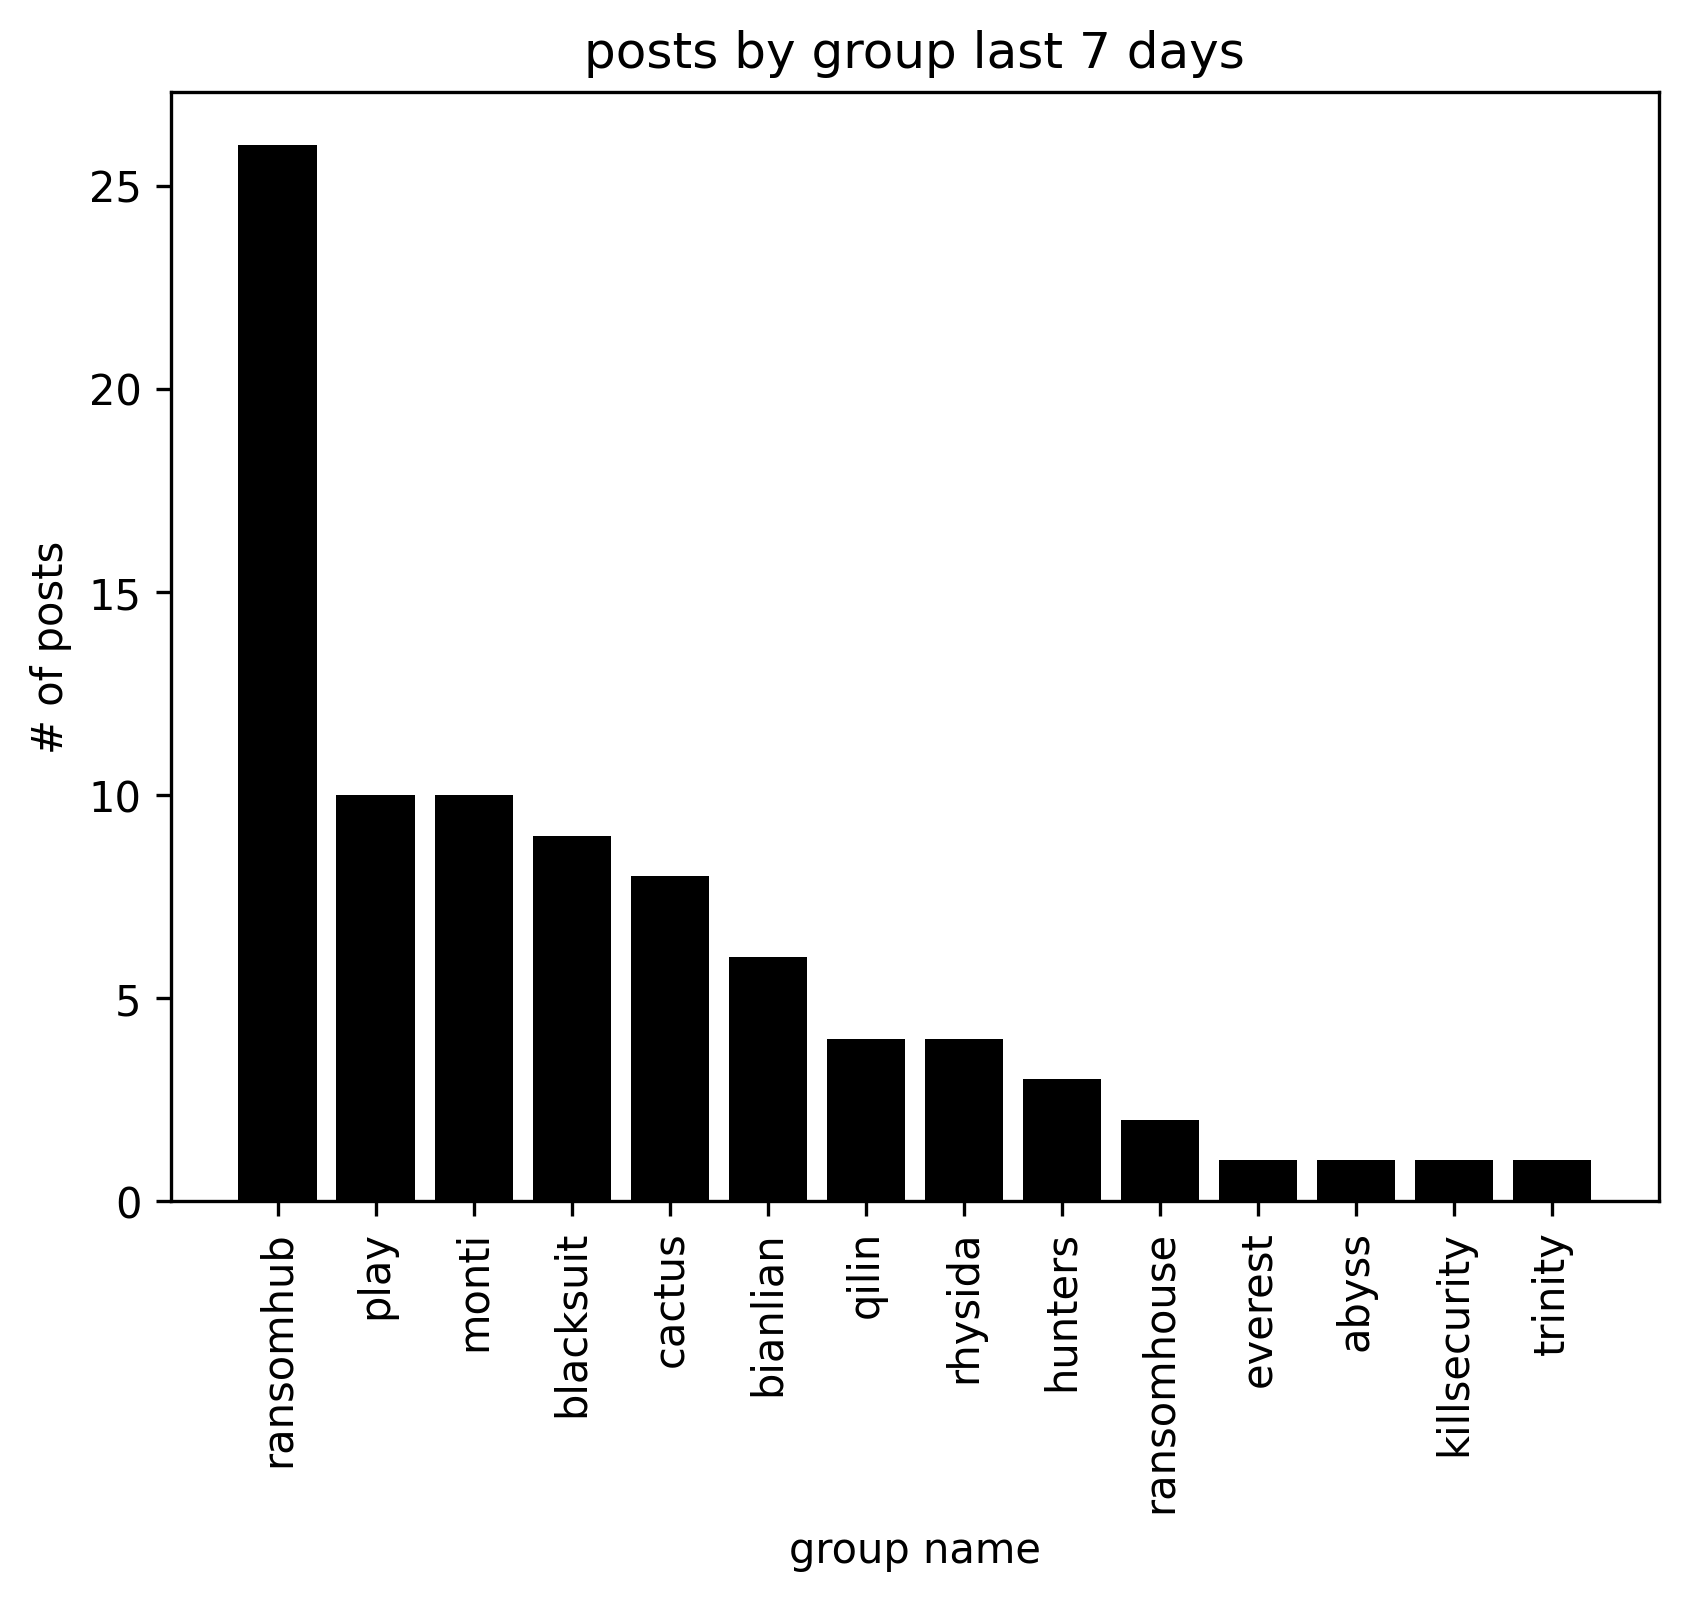 posts by group last 7 days
# of posts
25
20
15
10
5
0
ransomhub
play
monti
blacksuit
cactus
bianlian
qilin
rhysida
hunters
ransomhouse
everest
abyss
killsecurity
trinity
group name